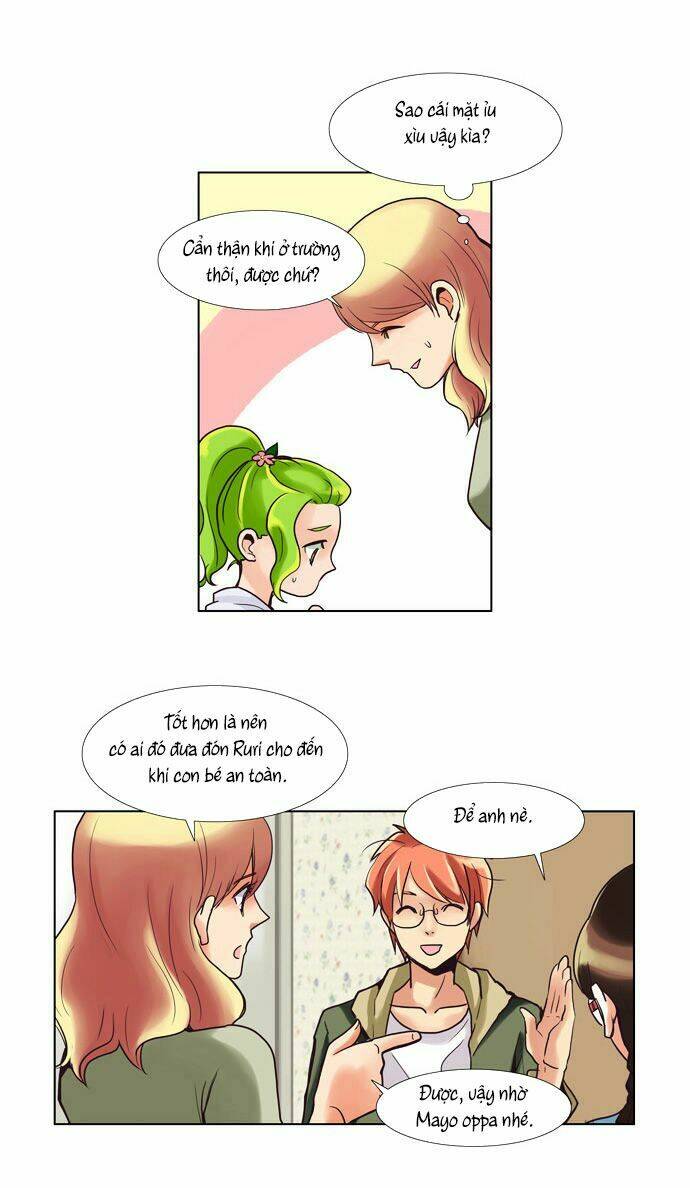 Sao cái mặt ỉu
xìu vậy kìa?
Cẩn thận khi ở trường
thôi, được chứ?
Tốt hơn là nên
có ai đó đưa đón Ruri cho đến
khi con bé an toàn.
Để anh nè.
Được, vậy nhờ
Mayo oppa nhé.